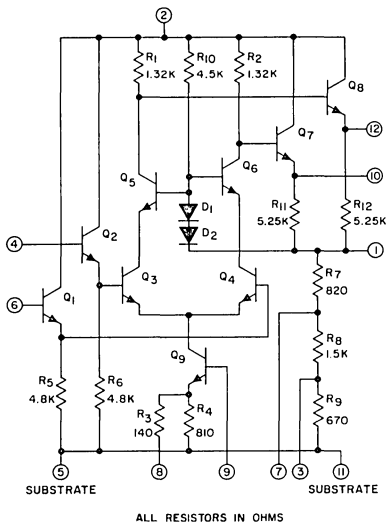 2
R1
1.32K
R10
4.5K
R2
1.32K
Q8
Q7
12
Q5
Q6
10
D1
D2
R11
5.25K
R12
5.25K
4
Q2
1
Q3
Q4
R7
820
6
Q1
7
R8
1.5K
Q9
R5
4.8K
R6
4.8K
R3
140
R4
810
R9
670
5
8
9
7
3
11
SUBSTRATE
SUBSTRATE
ALL RESISTORS IN OHMS